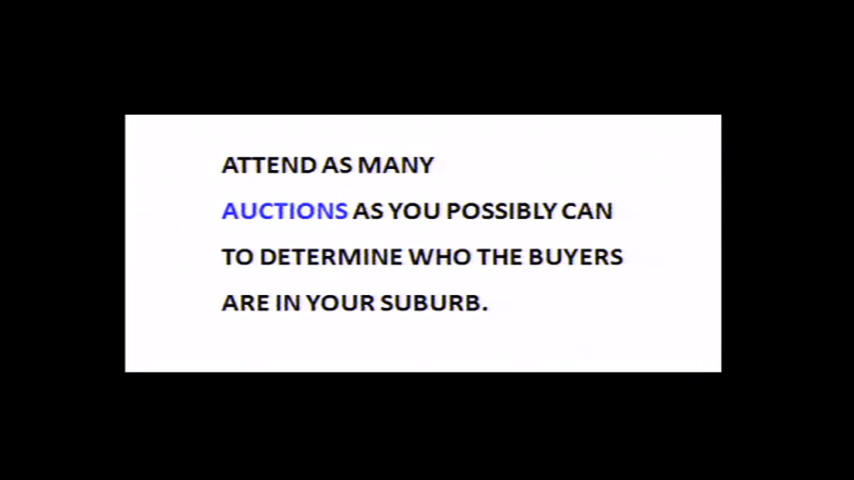 ATTEND AS MANY
AUCTIONS AS YOU POSSIBLY CAN
TO DETERMINE WHO THE BUYERS
ARE IN YOUR SUBURB.